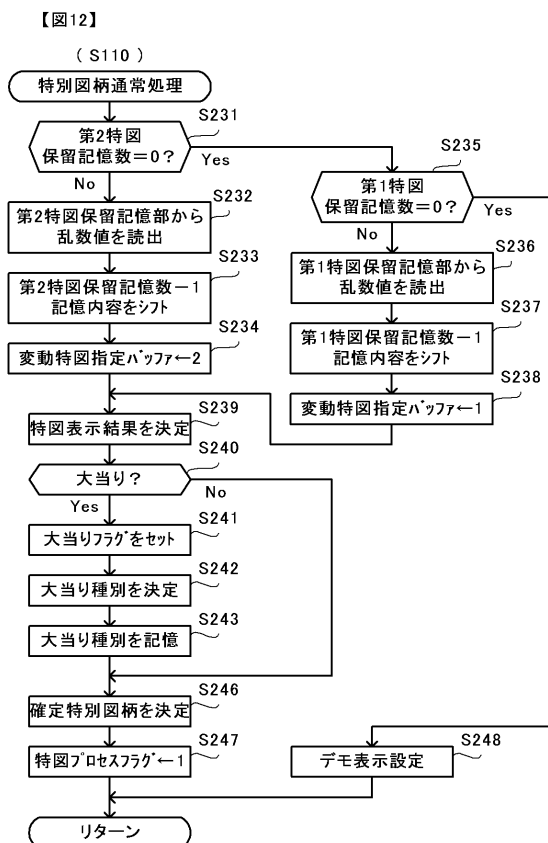 【図12】
(S110)
特別図柄通常処理
S231
第2特図
保留記憶数=0?
Yes
No
S232
第2特図保留記憶部から
乱数値を読出
S233
第2特図保留記憶数−1
記憶内容をシフト
S234
変動特図指定バッファ←2
S235
第1特図
保留記憶数=0?
Yes
No
S236
第1特図保留記憶部から
乱数値を読出
S237
第1特図保留記憶数−1
記憶内容をシフト
S238
変動特図指定バッファ←1
S239
特図表示結果を決定
S240
大当り?
No
Yes
S241
大当りフラグをセット
S242
大当り種別を決定
S243
大当り種別を記憶
S246
確定特別図柄を決定
S247
特図プロセスフラグ←1
S248
デモ表示設定
リターン